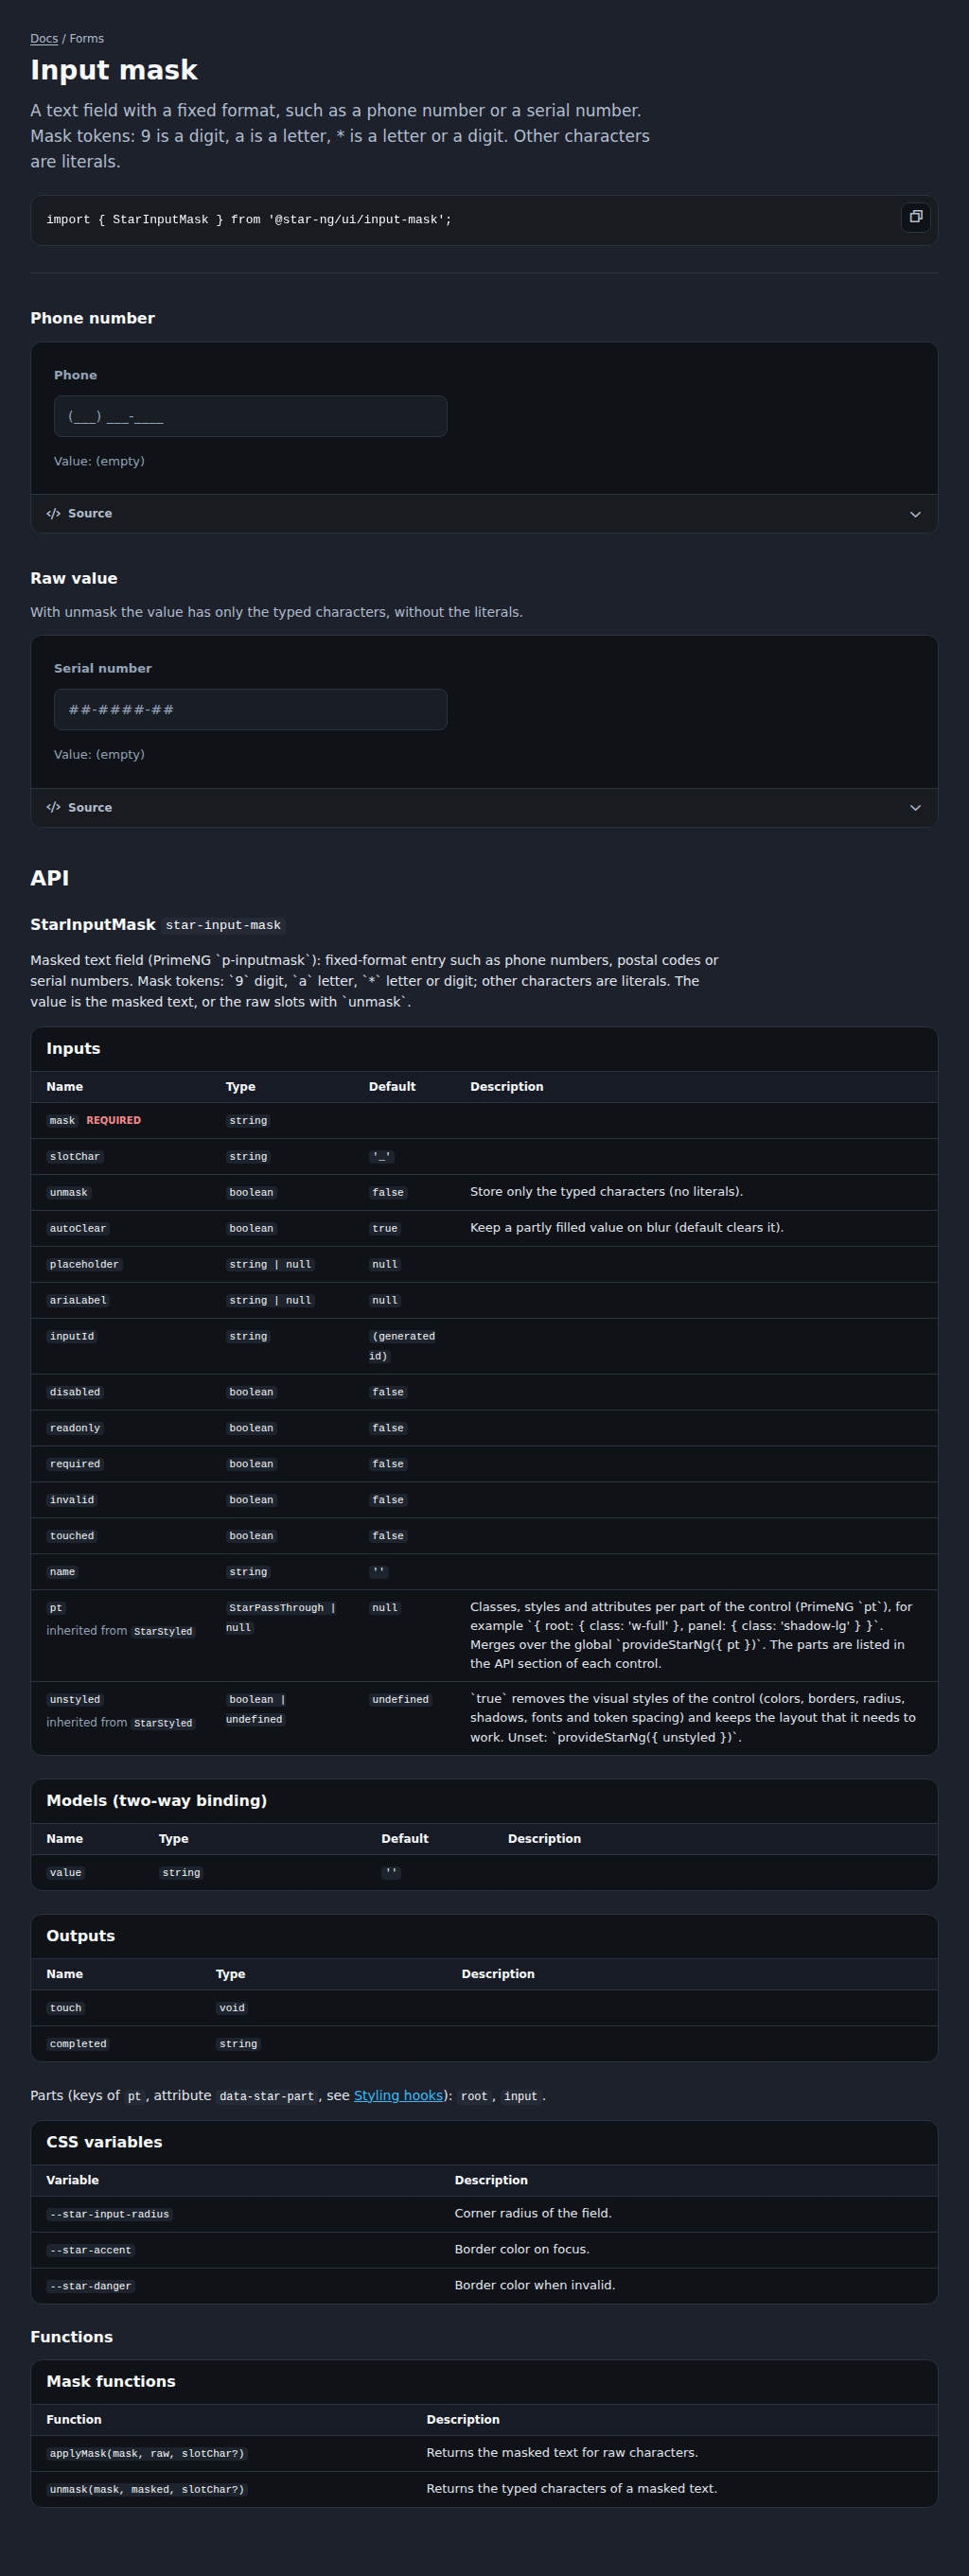 Docs / Forms
Input mask
A text field with a fixed format, such as a phone number or a serial number.
Mask tokens: 9 is a digit, a is a letter, * is a letter or a digit. Other characters
are literals.
import { StarInputMask } from '@star-ng/ui/input-mask';
Phone number
Phone
(___) ___-____
Value: (empty)
Source
Raw value
With unmask the value has only the typed characters, without the literals.
Serial number
##-####-##
Value: (empty)
Source
API
StarInputMask star-input-mask
Masked text field (PrimeNG `p-inputmask`): fixed-format entry such as phone numbers, postal codes or
serial numbers. Mask tokens: `9` digit, `a` letter, `*` letter or digit; other characters are literals. The
value is the masked text, or the raw slots with `unmask`.
Inputs
Name Type Default Description
mask REQUIRED string
slotChar string '_'
unmask boolean false Store only the typed characters (no literals).
autoClear boolean true Keep a partly filled value on blur (default clears it).
placeholder string | null null
ariaLabel string | null null
inputId string (generated
id)
disabled boolean false
readonly boolean false
required boolean false
invalid boolean false
touched boolean false
name string ''
pt StarPassThrough | null Classes, styles and attributes per part of the control (PrimeNG `pt`), for
inherited from StarStyled null example `{ root: { class: 'w-full' }, panel: { class: 'shadow-lg' } }`.
Merges over the global `provideStarNg({ pt })`. The parts are listed in
the API section of each control.
unstyled boolean | undefined `true` removes the visual styles of the control (colors, borders, radius,
inherited from StarStyled undefined shadows, fonts and token spacing) and keeps the layout that it needs to
work. Unset: `provideStarNg({ unstyled })`.
Models (two-way binding)
Name Type Default Description
value string ''
Outputs
Name Type Description
touch void
completed string
Parts (keys of pt, attribute data-star-part, see Styling hooks): root, input.
CSS variables
Variable Description
--star-input-radius Corner radius of the field.
--star-accent Border color on focus.
--star-danger Border color when invalid.
Functions
Mask functions
Function Description
applyMask(mask, raw, slotChar?) Returns the masked text for raw characters.
unmask(mask, masked, slotChar?) Returns the typed characters of a masked text.